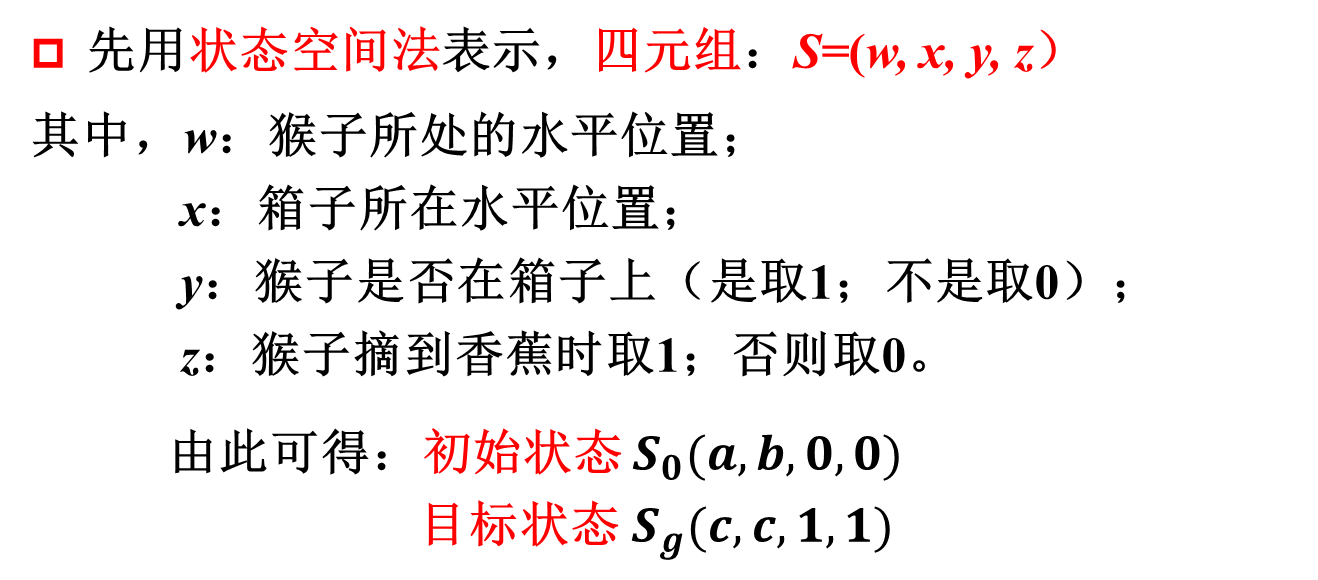 先用状态空间法表示，四元组：S=(w, x, y, z）
其中，w：猴子所处的水平位置；
x：箱子所在水平位置；
y：猴子是否在箱子上（是取1；不是取0）；
z：猴子摘到香蕉时取1；否则取0。
由此可得：初始状态 S₀(a, b, 0, 0)
目标状态 S_g(c, c, 1, 1)